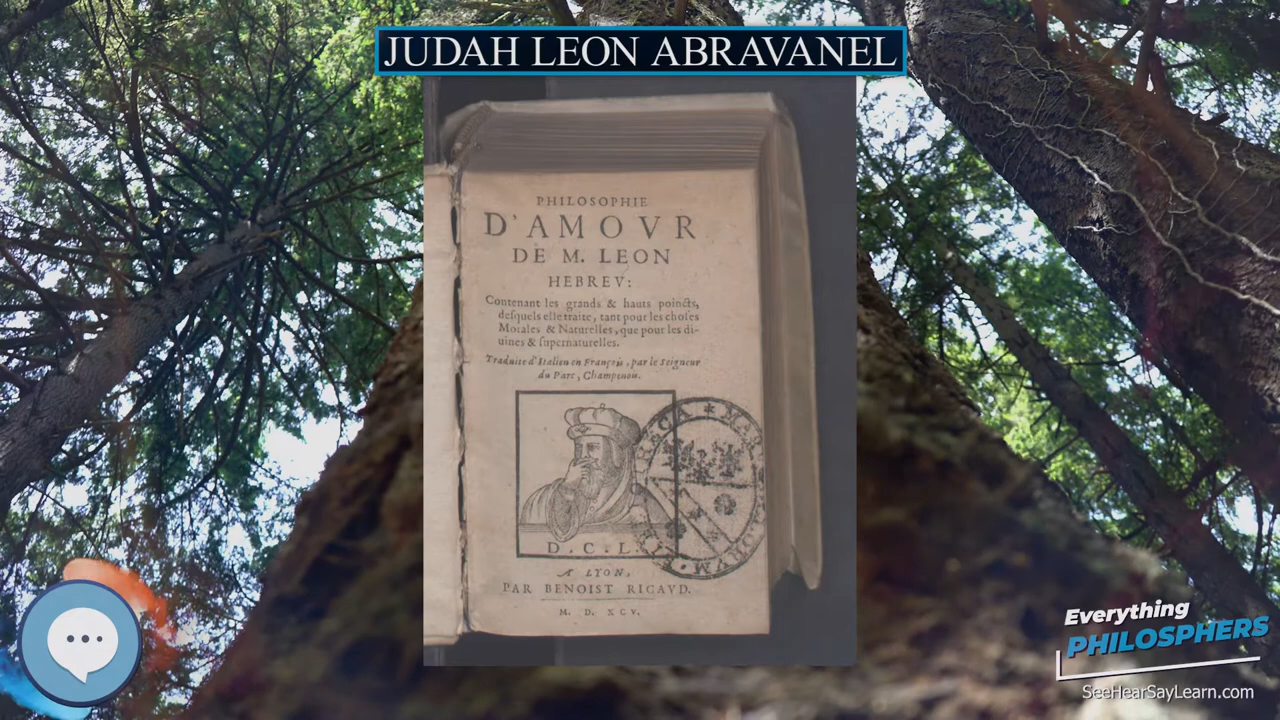 JUDAH LEON ABRAVANEL
PHILOSOPHIE
D'AMOVR
DE M. LEON
HEBREV:
Contenant les grands & hauts poincts,
desquels elle traite, tant pour les choses
Morales & Naturelles, que pour les di-
uines & supernaturelles.
Traduite d'Italien en François, par le Seigneur
du Parc, Champenois.
A LYON,
PAR BENOIST RIGAVD.
M. D. XCV.
Everything
PHILOSPHERS
SeeHearSayLearn.com